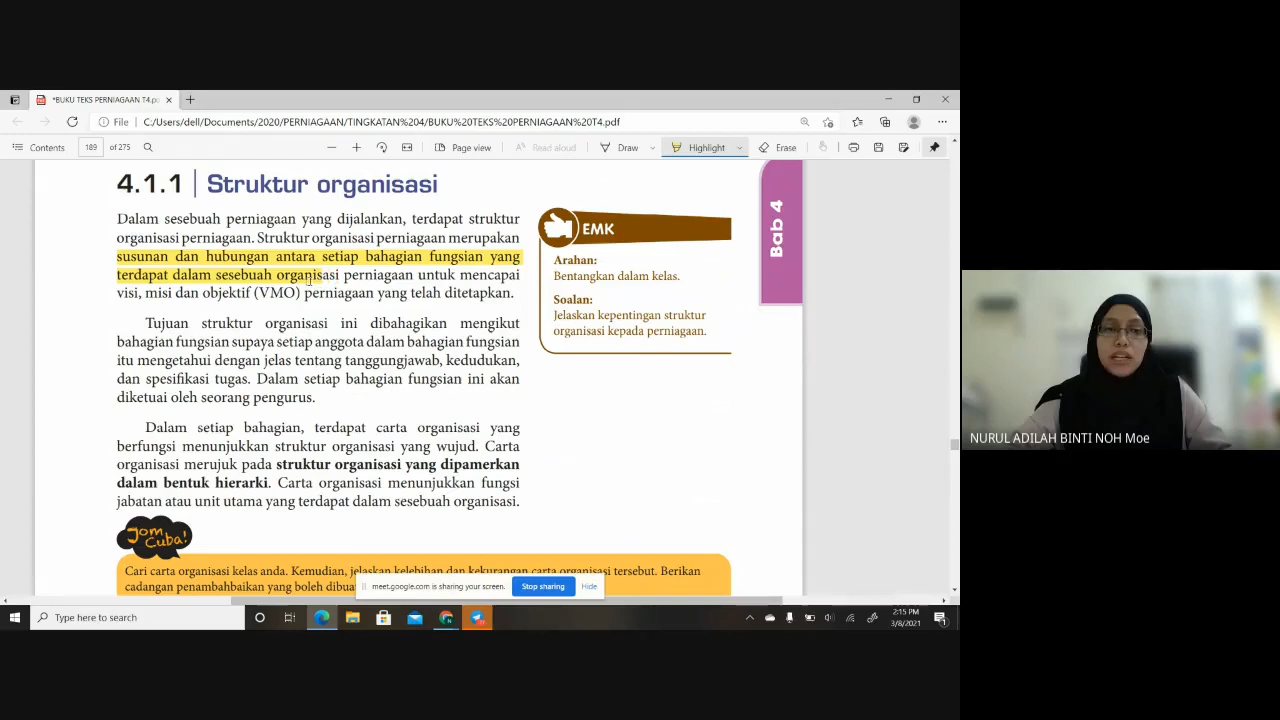 *BUKU TEKS PERNIAGAAN T4.p
File
C:/Users/dell/Documents/2020/PERNIAGAAN/TINGKATAN%204/BUKU%20TEKS%20PERNIAGAAN%20T4.pdf
Contents
189 of 275
Page view
Read aloud
Draw
Highlight
Erase
4.1.1 | Struktur organisasi
Dalam sesebuah perniagaan yang dijalankan, terdapat struktur
organisasi perniagaan. Struktur organisasi perniagaan merupakan
susunan dan hubungan antara setiap bahagian fungsian yang
terdapat dalam sesebuah organisasi perniagaan untuk mencapai
visi, misi dan objektif (VMO) perniagaan yang telah ditetapkan.
Tujuan struktur organisasi ini dibahagikan mengikut
bahagian fungsian supaya setiap anggota dalam bahagian fungsian
itu mengetahui dengan jelas tentang tanggungjawab, kedudukan,
dan spesifikasi tugas. Dalam setiap bahagian fungsian ini akan
diketuai oleh seorang pengurus.
Dalam setiap bahagian, terdapat carta organisasi yang
berfungsi menunjukkan struktur organisasi yang wujud. Carta
organisasi merujuk pada struktur organisasi yang dipamerkan
dalam bentuk hierarki. Carta organisasi menunjukkan fungsi
jabatan atau unit utama yang terdapat dalam sesebuah organisasi.
EMK
Arahan:
Bentangkan dalam kelas.
Soalan:
Jelaskan kepentingan struktur
organisasi kepada perniagaan.
Bab 4
Jom
Cuba!
Cari carta organisasi kelas anda. Kemudian, jelaskan kelebihan dan kekurangan carta organisasi tersebut. Berikan
cadangan penambahbaikan yang boleh dibua
meet.google.com is sharing your screen.
Stop sharing
Hide
NURUL ADILAH BINTI NOH Moe
Type here to search
2:15 PM
3/8/2021